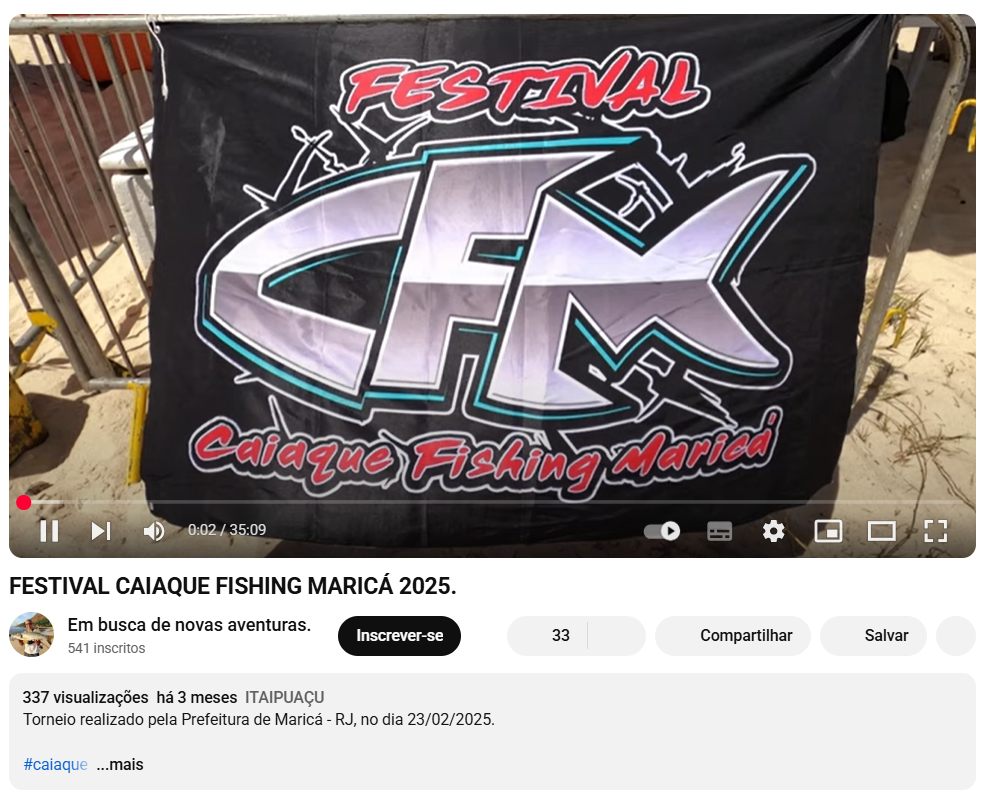 FESTIVAL
CFM
Caiaque Fishing Maricá
0:02 / 35:09
FESTIVAL CAIAQUE FISHING MARICÁ 2025.
Em busca de novas aventuras.
541 inscritos
Inscrever-se
33
Compartilhar
Salvar
337 visualizações há 3 meses ITAIPUAÇU
Torneio realizado pela Prefeitura de Maricá - RJ, no dia 23/02/2025.
#caiaque ...mais